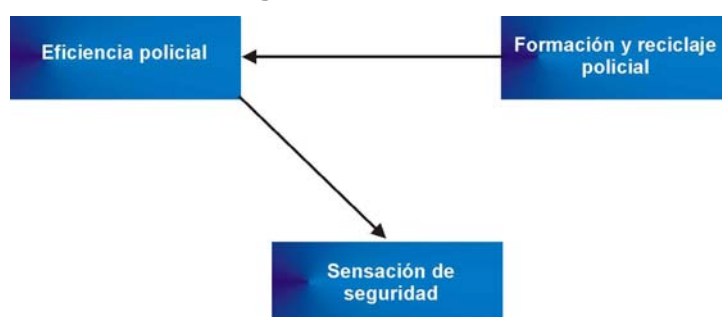 Eficiencia policial
Formación y reciclaje
policial
Sensación de
seguridad